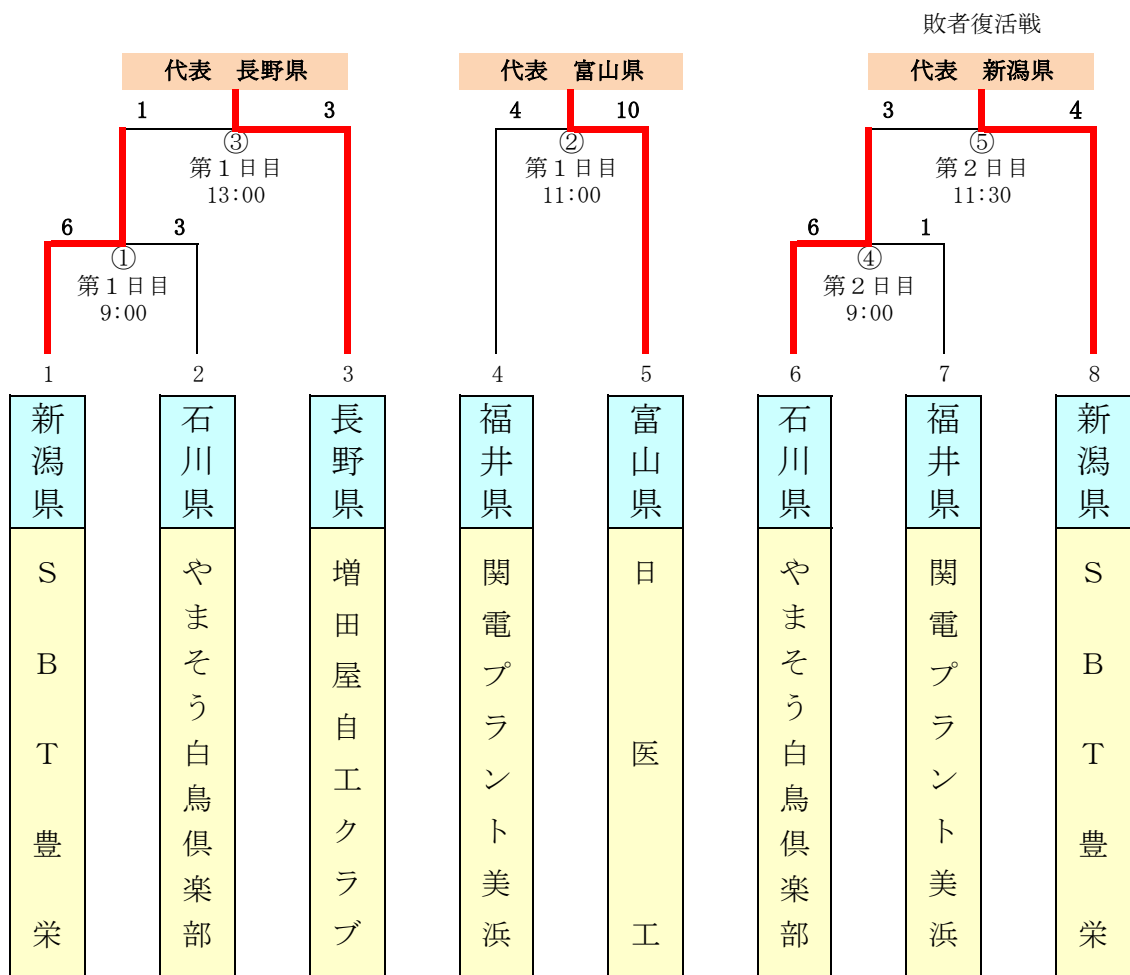 敗者復活戦
代表　長野県
代表　富山県
代表　新潟県
1 3
4 10
3 4
③
第１日目
13:00
②
第１日目
11:00
⑤
第２日目
11:30
6 3
①
第１日目
9:00
6 1
④
第２日目
9:00
1 2 3 4 5 6 7 8
新潟県
石川県
長野県
福井県
富山県
石川県
福井県
新潟県
ＳＢＴ豊栄
やまそう白鳥倶楽部
増田屋自工クラブ
関電プラント美浜
日医工
やまそう白鳥倶楽部
関電プラント美浜
ＳＢＴ豊栄